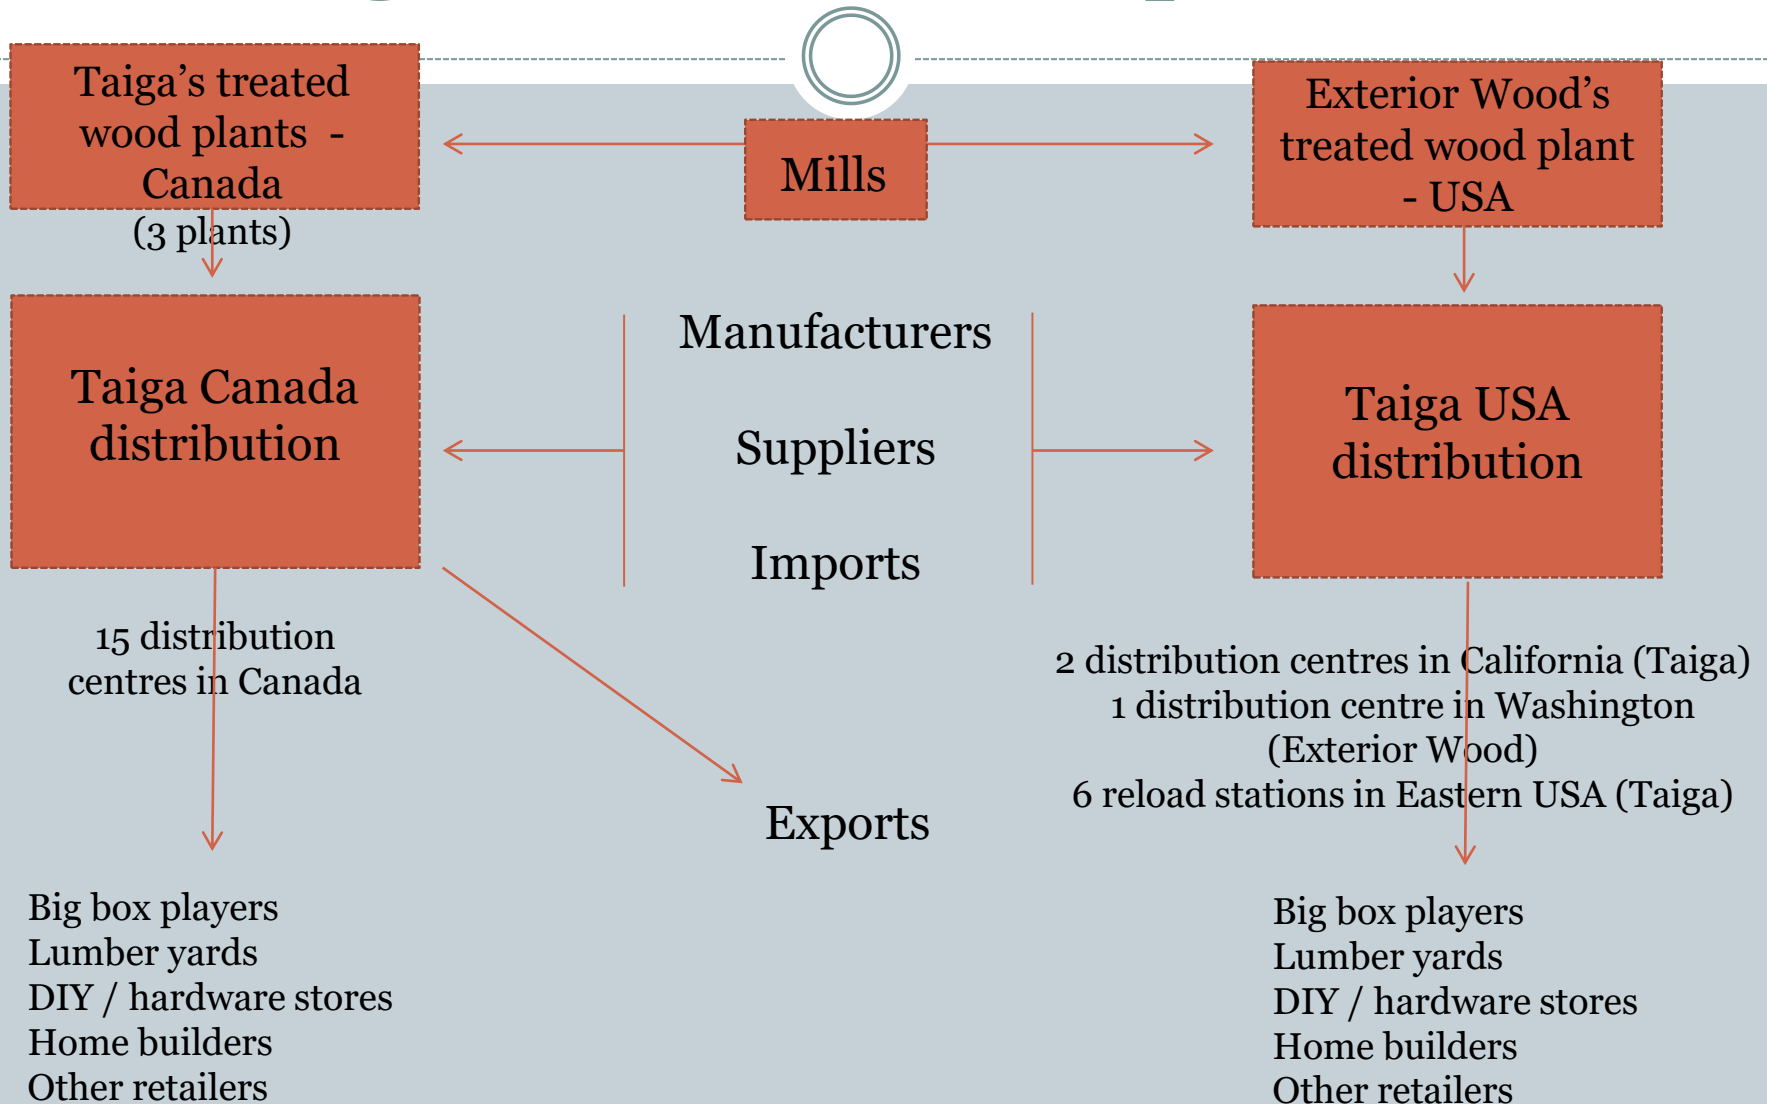 Taiga's treated
wood plants -
Canada
(3 plants)
Mills
Exterior Wood's
treated wood plant
- USA
Taiga Canada
distribution
Manufacturers
Suppliers
Imports
Taiga USA
distribution
15 distribution
centres in Canada
Exports
2 distribution centres in California (Taiga)
1 distribution centre in Washington
(Exterior Wood)
6 reload stations in Eastern USA (Taiga)
Big box players
Lumber yards
DIY / hardware stores
Home builders
Other retailers
Big box players
Lumber yards
DIY / hardware stores
Home builders
Other retailers